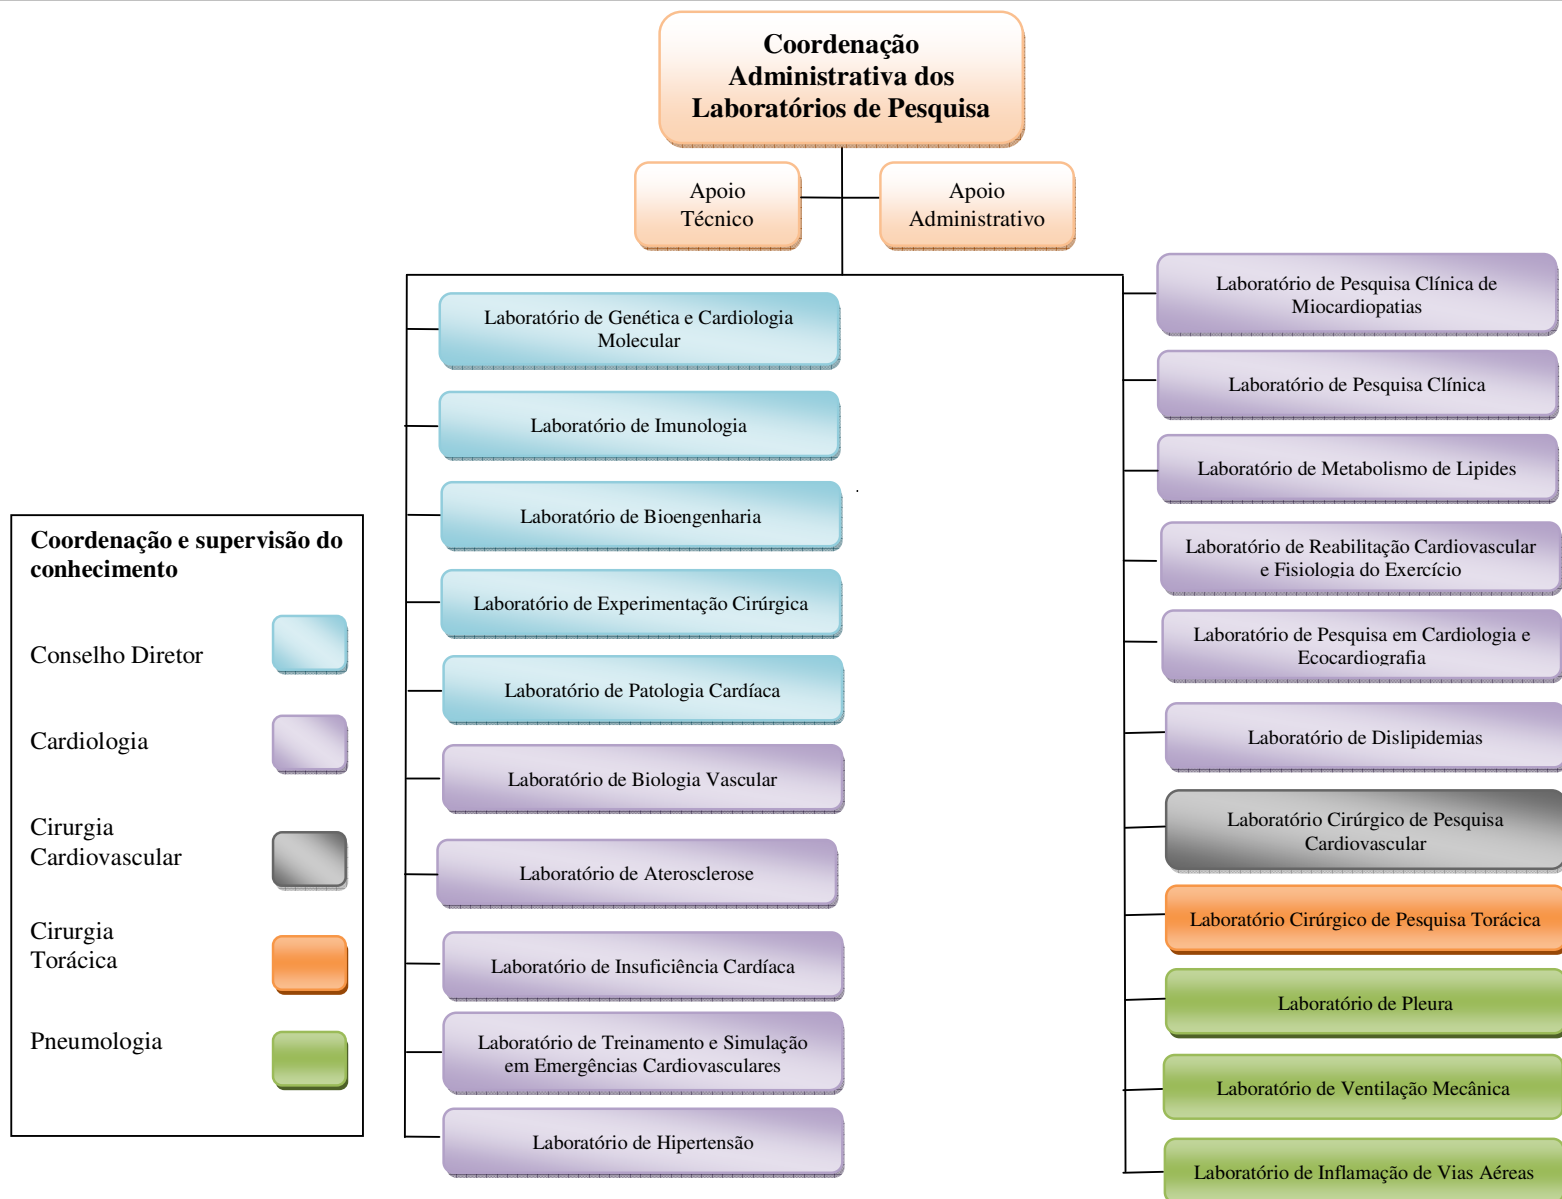 Coordenação
Administrativa dos
Laboratórios de Pesquisa
Apoio
Técnico
Apoio
Administrativo
Laboratório de Genética e Cardiologia
Molecular
Laboratório de Imunologia
Laboratório de Bioengenharia
Laboratório de Experimentação Cirúrgica
Laboratório de Patologia Cardíaca
Laboratório de Biologia Vascular
Laboratório de Aterosclerose
Laboratório de Insuficiência Cardíaca
Laboratório de Treinamento e Simulação
em Emergências Cardiovasculares
Laboratório de Hipertensão
Laboratório de Pesquisa Clínica de
Miocardiopatias
Laboratório de Pesquisa Clínica
Laboratório de Metabolismo de Lipides
Laboratório de Reabilitação Cardiovascular
e Fisiologia do Exercício
Laboratório de Pesquisa em Cardiologia e
Ecocardiografia
Laboratório de Dislipidemias
Laboratório Cirúrgico de Pesquisa
Cardiovascular
Laboratório Cirúrgico de Pesquisa Torácica
Laboratório de Pleura
Laboratório de Ventilação Mecânica
Laboratório de Inflamação de Vias Aéreas
Coordenação e supervisão do
conhecimento
Conselho Diretor
Cardiologia
Cirurgia
Cardiovascular
Cirurgia
Torácica
Pneumologia